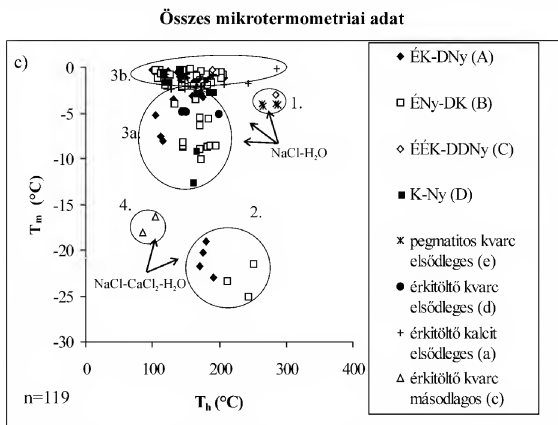 Összes mikrotermometriai adat
c)
0
-5
-10
-15
-20
-25
-30
Tm (°C)
0
100
200
300
400
Th (°C)
n=119
3b.
3a.
1.
NaCl-H2O
4.
2.
NaCl-CaCl2-H2O
ÉK-DNy (A)
ÉNy-DK (B)
ÉÉK-DDNy (C)
K-Ny (D)
pegmatitos kvarc
elsődleges (e)
érkitöltő kvarc
elsődleges (d)
érkitöltő kalcit
elsődleges (a)
érkitöltő kvarc
másodlagos (c)